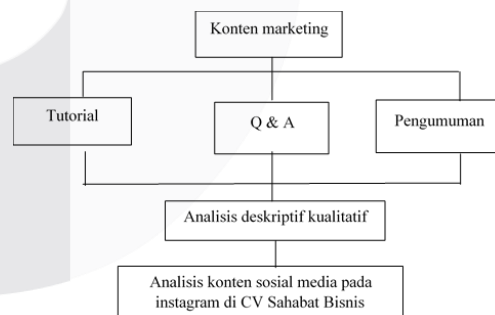 Konten marketing
Tutorial
Q & A
Pengumuman
Analisis deskriptif kualitatif
Analisis konten sosial media pada
instagram di CV Sahabat Bisnis